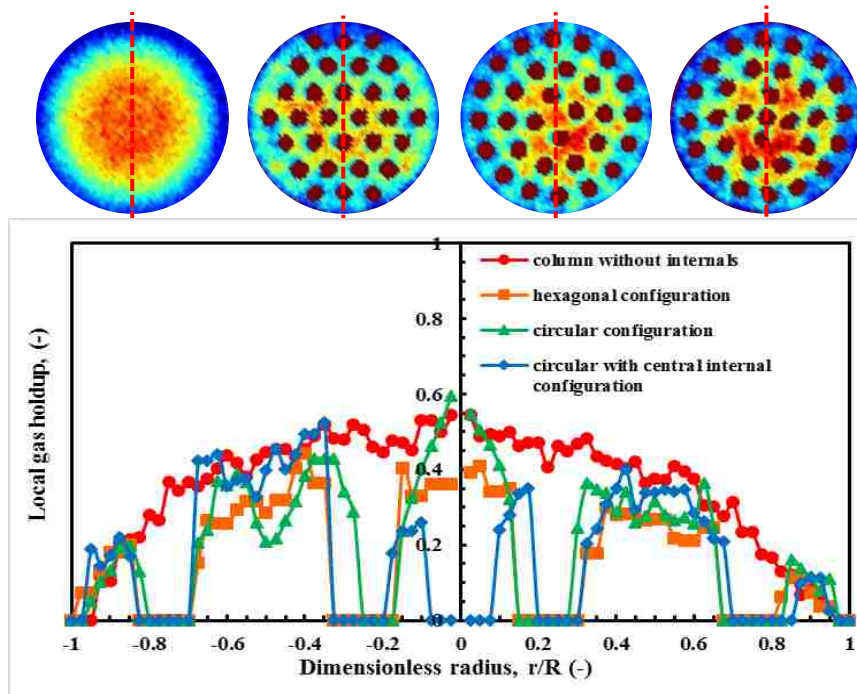 1
column without internals
hexagonal configuration
0.8
circular configuration
circular with central internal
configuration
0.6
0.4
0.2
0
Local gas holdup, (-)
-1 -0.8 -0.6 -0.4 -0.2 0 0.2 0.4 0.6 0.8 1
Dimensionless radius, r/R (-)